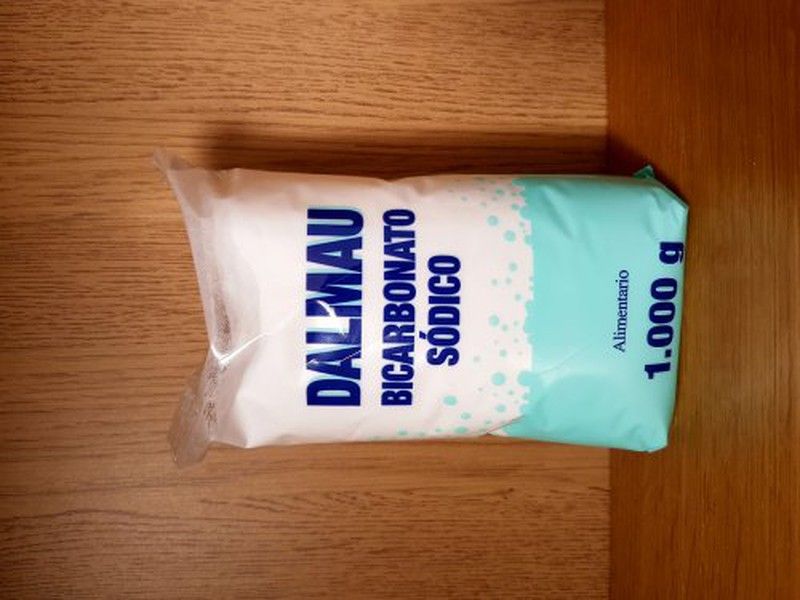 DALMAU
BICARBONATO
SÓDICO
Alimentario
1.000 g